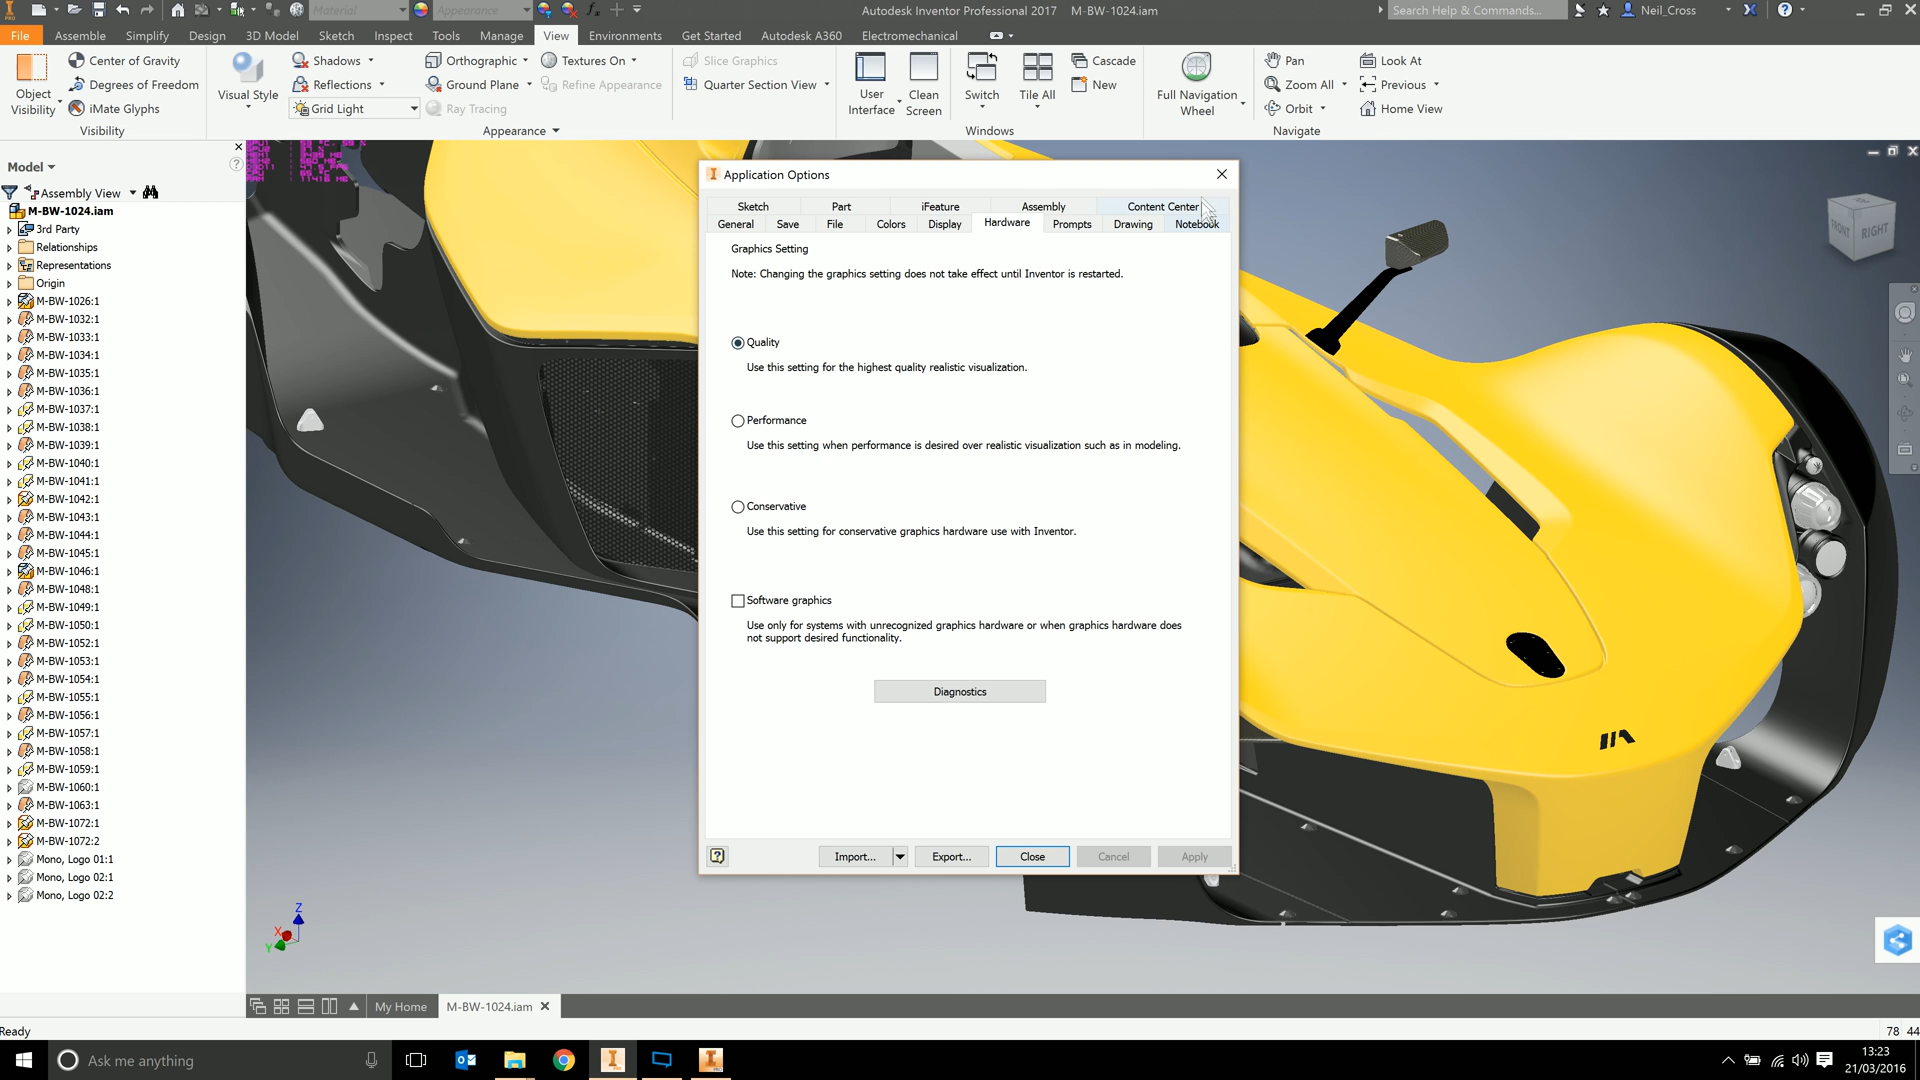 Material
Appearance
Autodesk Inventor Professional 2017 M-BW-1024.iam
Search Help & Commands...
Neil_Cross
File Assemble Simplify Design 3D Model Sketch Inspect Tools Manage View Environments Get Started Autodesk A360 Electromechanical
Object
Visibility
Center of Gravity
Degrees of Freedom
iMate Glyphs
Visibility
Visual Style
Shadows
Reflections
Grid Light
Orthographic
Ground Plane
Ray Tracing
Textures On
Refine Appearance
Appearance
Slice Graphics
Quarter Section View
User
Interface
Clean
Screen
Switch
Tile All
Cascade
New
Windows
Full Navigation
Wheel
Pan
Zoom All
Orbit
Look At
Previous
Home View
Navigate
Model
Assembly View
M-BW-1024.iam
3rd Party
Relationships
Representations
Origin
M-BW-1026:1
M-BW-1032:1
M-BW-1033:1
M-BW-1034:1
M-BW-1035:1
M-BW-1036:1
M-BW-1037:1
M-BW-1038:1
M-BW-1039:1
M-BW-1040:1
M-BW-1041:1
M-BW-1042:1
M-BW-1043:1
M-BW-1044:1
M-BW-1045:1
M-BW-1046:1
M-BW-1048:1
M-BW-1049:1
M-BW-1050:1
M-BW-1052:1
M-BW-1053:1
M-BW-1054:1
M-BW-1055:1
M-BW-1056:1
M-BW-1057:1
M-BW-1058:1
M-BW-1059:1
M-BW-1060:1
M-BW-1063:1
M-BW-1072:1
M-BW-1072:2
Mono, Logo 01:1
Mono, Logo 02:1
Mono, Logo 02:2
Application Options
Sketch Part iFeature Assembly Content Center
General Save File Colors Display Hardware Prompts Drawing Notebook
Graphics Setting
Note: Changing the graphics setting does not take effect until Inventor is restarted.
Quality
Use this setting for the highest quality realistic visualization.
Performance
Use this setting when performance is desired over realistic visualization such as in modeling.
Conservative
Use this setting for conservative graphics hardware use with Inventor.
Software graphics
Use only for systems with unrecognized graphics hardware or when graphics hardware does
not support desired functionality.
Diagnostics
Import... Export... Close Cancel Apply
FRONT RIGHT
Z
X
Y
My Home M-BW-1024.iam
Ready
78 44
Ask me anything
13:23
21/03/2016